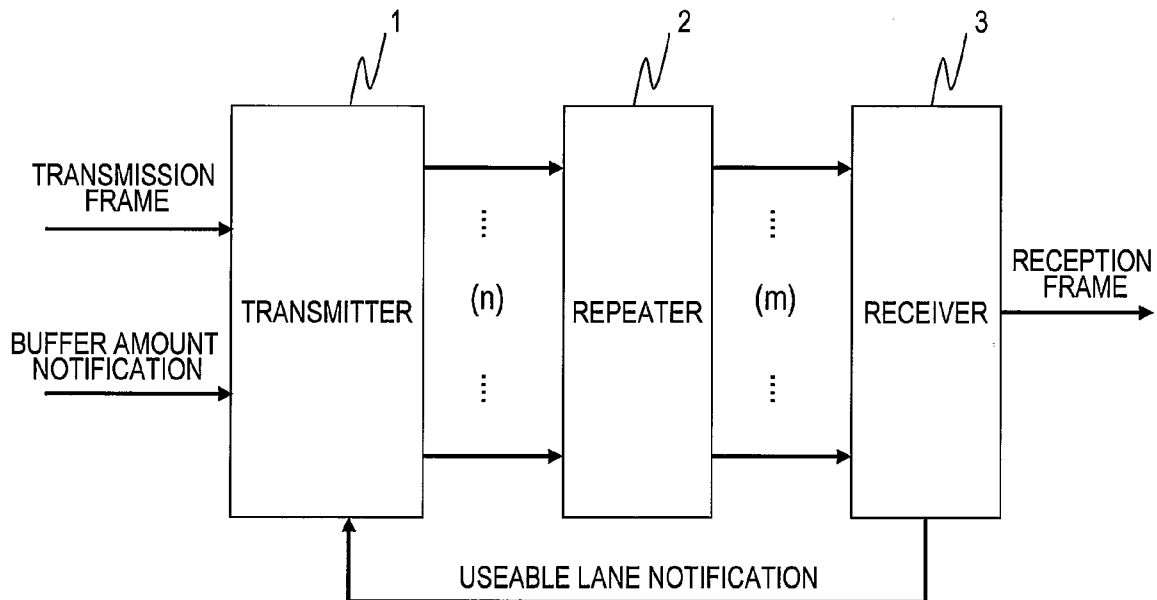 1
2
3
TRANSMISSION
FRAME
BUFFER AMOUNT
NOTIFICATION
TRANSMITTER
(n)
REPEATER
(m)
RECEIVER
RECEPTION
FRAME
USEABLE LANE NOTIFICATION